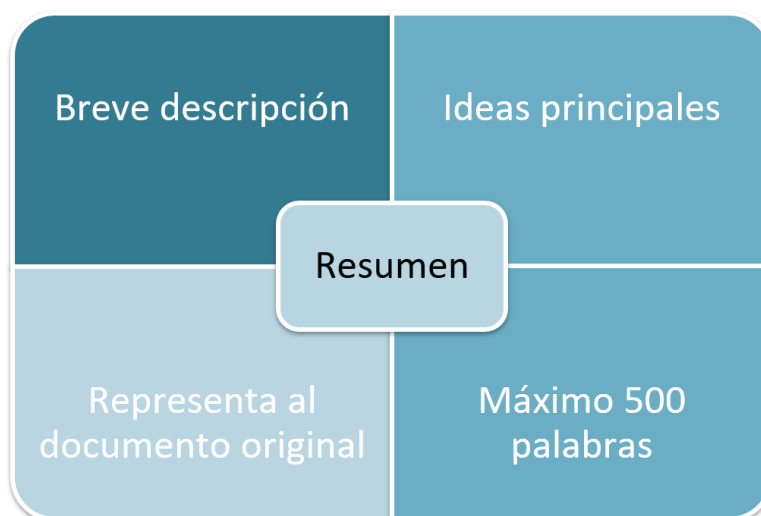 Breve descripción
Ideas principales
Resumen
Representa al
documento original
Máximo 500
palabras